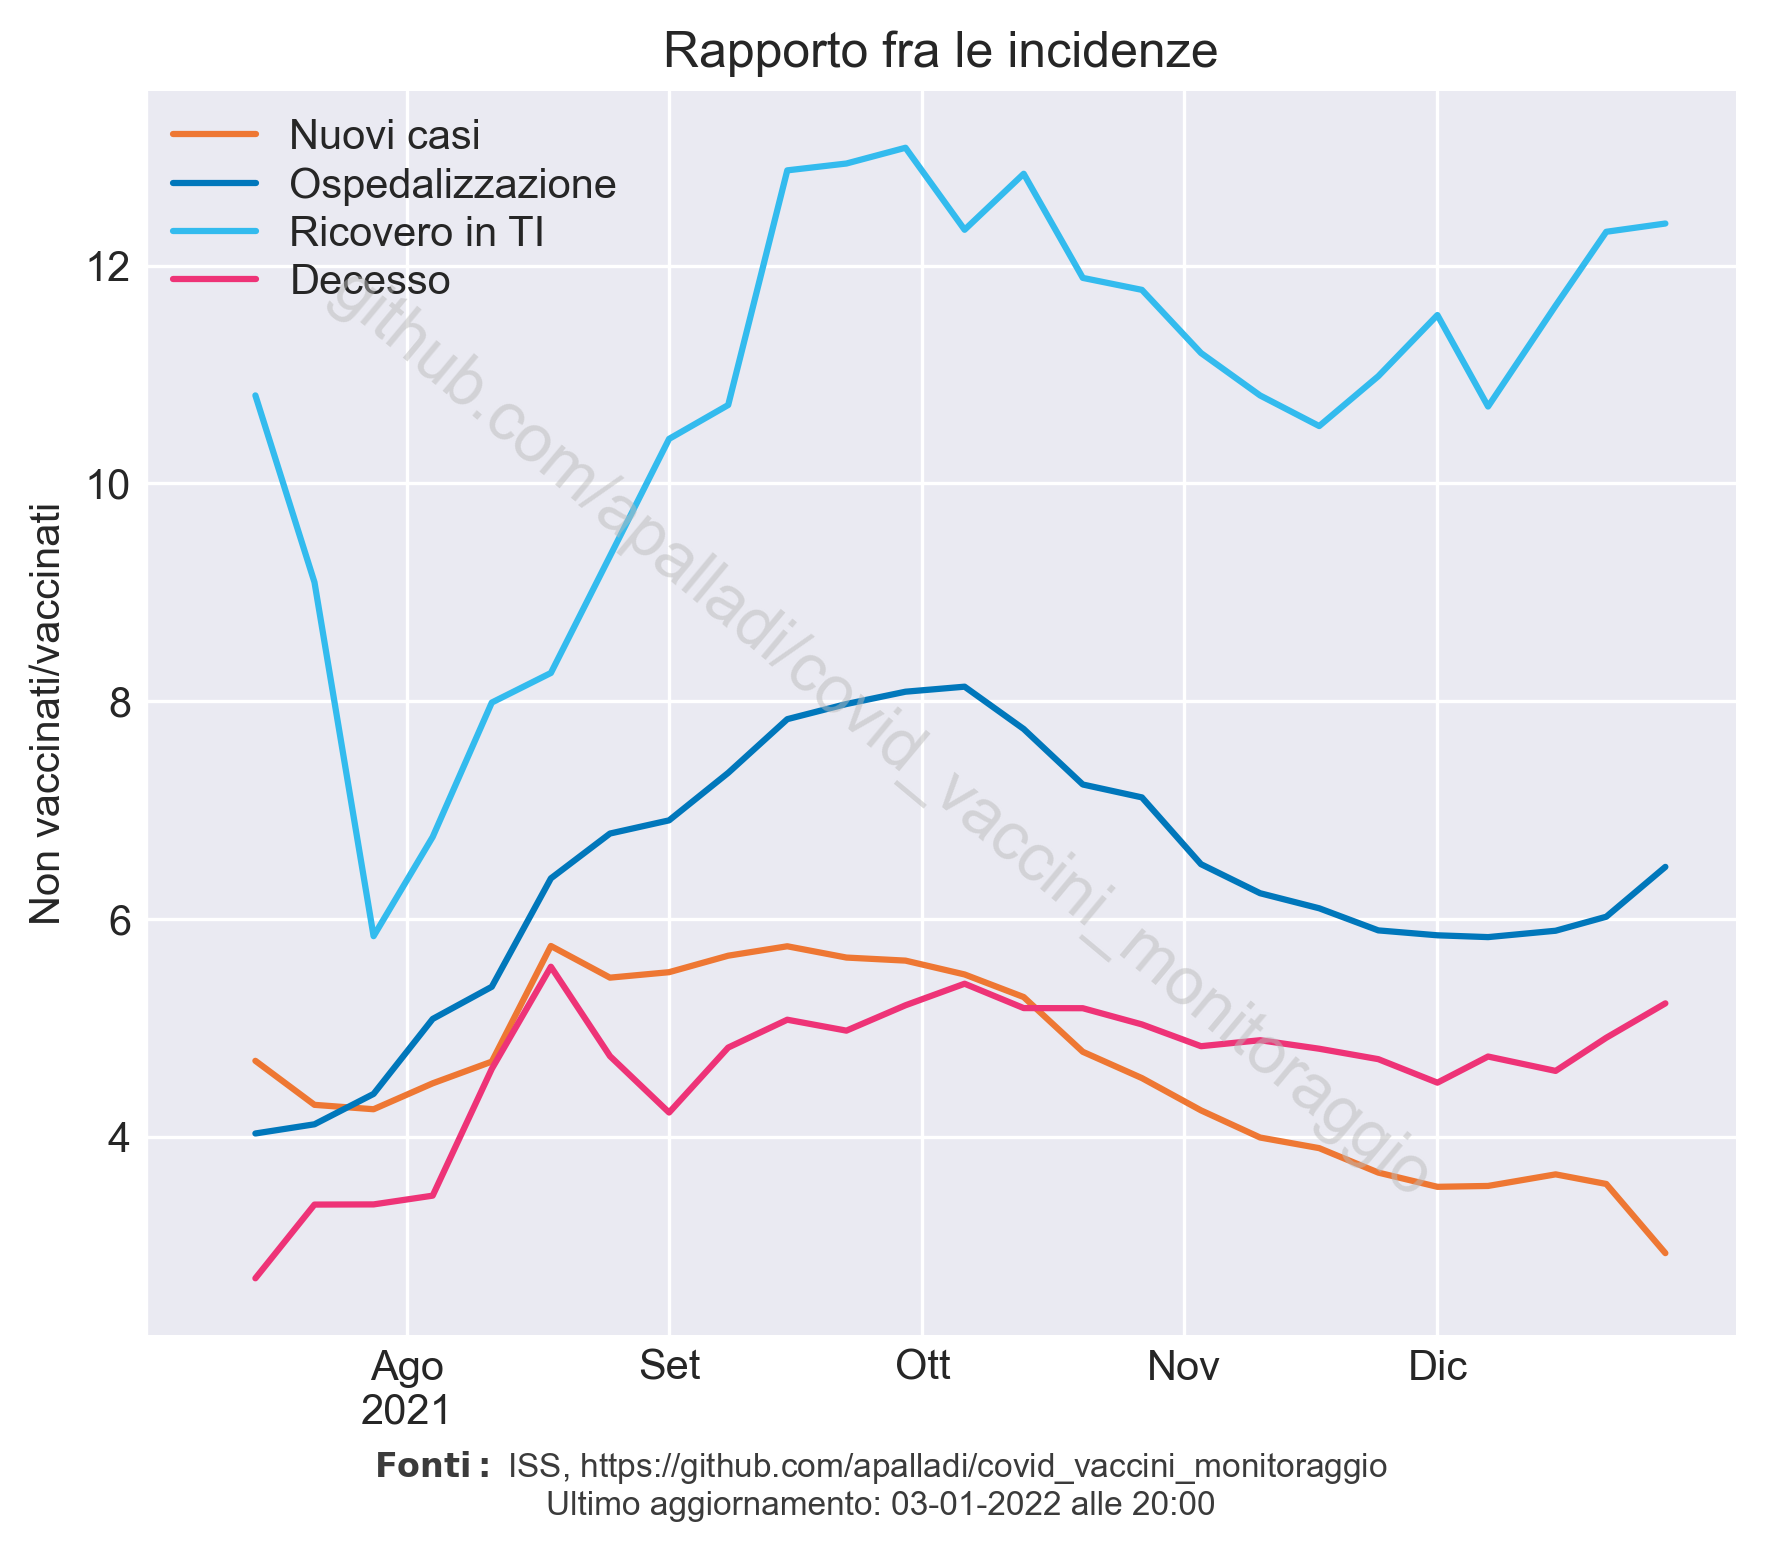 Rapporto fra le incidenze
Nuovi casi
Ospedalizzazione
Ricovero in TI
Decesso
github.com/apalladi/covid_vaccini_monitoraggio
Non vaccinati/vaccinati
12
10
8
6
4
Ago
2021
Set
Ott
Nov
Dic
Fonti: ISS, https://github.com/apalladi/covid_vaccini_monitoraggio
Ultimo aggiornamento: 03-01-2022 alle 20:00